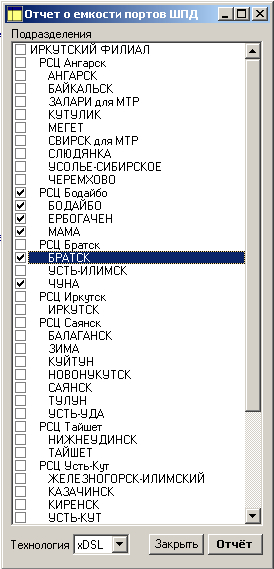 Отчет о емкости портов ШПД
Подразделения
ИРКУТСКИЙ ФИЛИАЛ
РСЦ Ангарск
АНГАРСК
БАЙКАЛЬСК
ЗАЛАРИ для МТР
КУТУЛИК
МЕГЕТ
СВИРСК для МТР
СЛЮДЯНКА
УСОЛЬЕ-СИБИРСКОЕ
ЧЕРЕМХОВО
РСЦ Бодайбо
БОДАЙБО
ЕРБОГАЧЕН
МАМА
РСЦ Братск
БРАТСК
УСТЬ-ИЛИМСК
ЧУНА
РСЦ Иркутск
ИРКУТСК
РСЦ Саянск
БАЛАГАНСК
ЗИМА
КУЙТУН
НОВОНУКУТСК
САЯНСК
ТУЛУН
УСТЬ-УДА
РСЦ Тайшет
НИЖНЕУДИНСК
ТАЙШЕТ
РСЦ Усть-Кут
ЖЕЛЕЗНОГОРСК-ИЛИМСКИЙ
КАЗАЧИНСК
КИРЕНСК
УСТЬ-КУТ
Технология xDSL Закрыть Отчёт